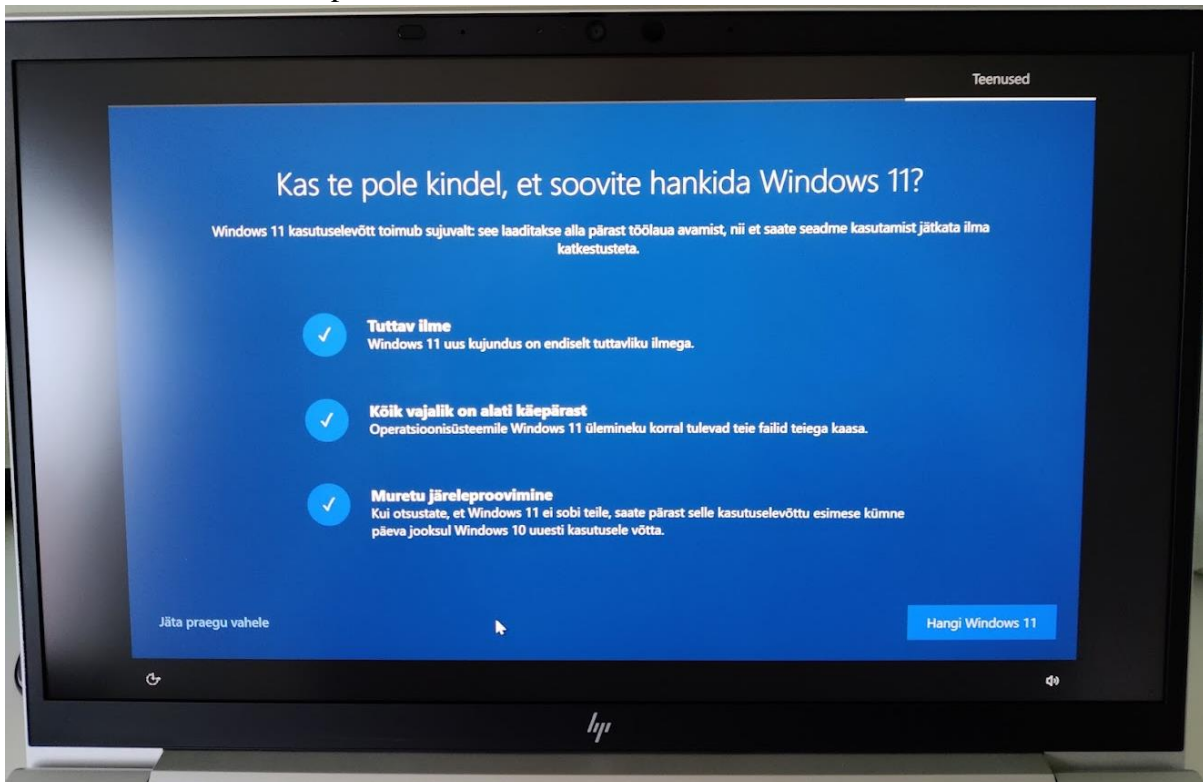 Teenused
Kas te pole kindel, et soovite hankida Windows 11?
Windows 11 kasutuselevõtt toimub sujuvalt: see laaditakse alla pärast töölaua avamist, nii et saate seadme kasutamist jätkata ilma
katkestusteta.
Tuttav ilme
Windows 11 uus kujundus on endiselt tuttavliku ilmega.
Kõik vajalik on alati käepärast
Operatsioonisüsteemile Windows 11 ülemineku korral tulevad teie failid teiega kaasa.
Muretu järeleproovimine
Kui otsustate, et Windows 11 ei sobi teile, saate pärast selle kasutuselevõttu esimese kümne
päeva jooksul Windows 10 uuesti kasutusele võtta.
Jäta praegu vahele
Hangi Windows 11
hp